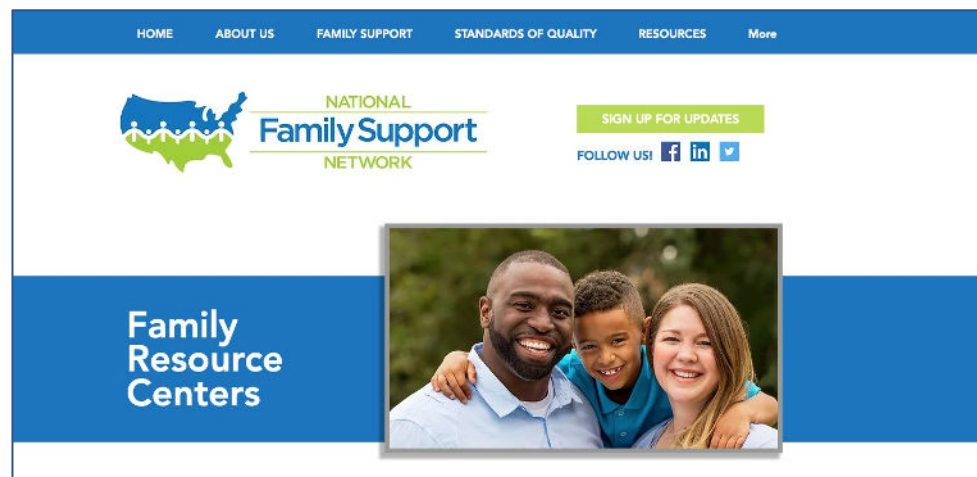 HOME ABOUT US FAMILY SUPPORT STANDARDS OF QUALITY RESOURCES More
NATIONAL
Family Support
NETWORK
SIGN UP FOR UPDATES
FOLLOW US!
Family
Resource
Centers